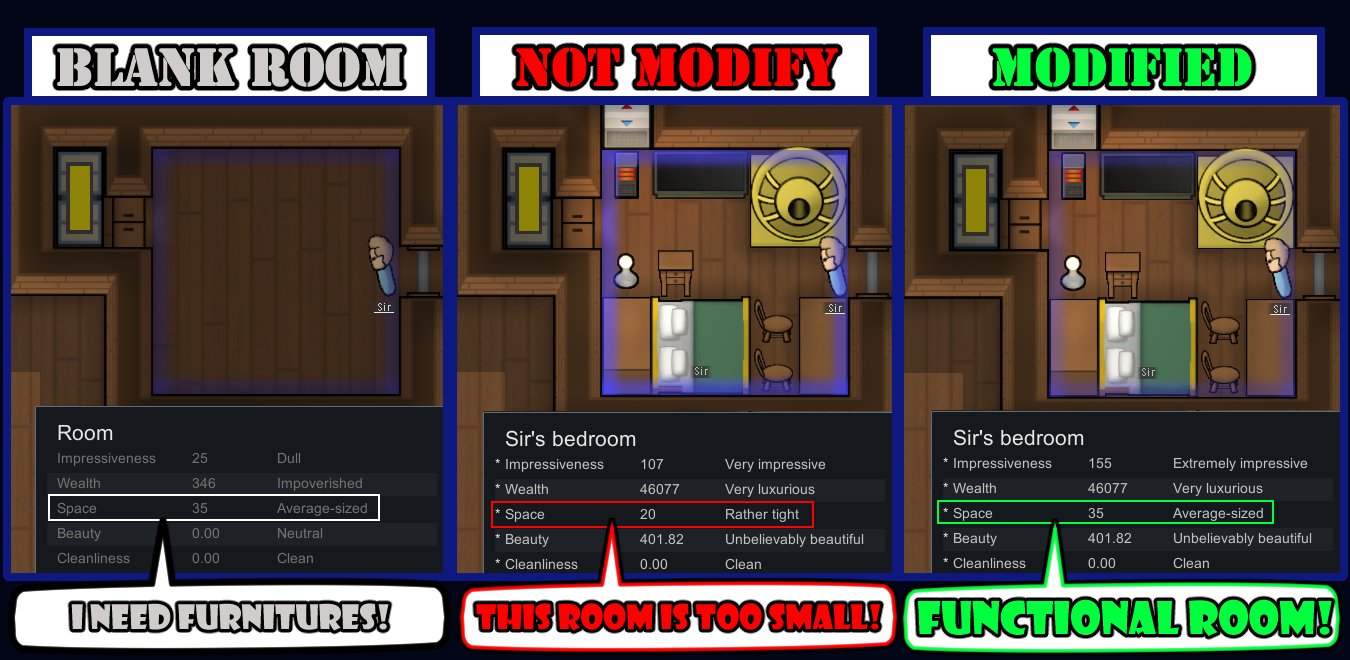 BLANK ROOM
Sir
Room
Impressiveness 25 Dull
Wealth 346 Impoverished
Space 35 Average-sized
Beauty 0.00 Neutral
Cleanliness 0.00 Clean
I NEED FURNITURES!
NOT MODIFY
Sir
Sir
Sir's bedroom
* Impressiveness 107 Very impressive
* Wealth 46077 Very luxurious
* Space 20 Rather tight
* Beauty 401.82 Unbelievably beautiful
* Cleanliness 0.00 Clean
THIS ROOM IS TOO SMALL!
MODIFIED
Sir
Sir
Sir's bedroom
* Impressiveness 155 Extremely impressive
* Wealth 46077 Very luxurious
* Space 35 Average-sized
* Beauty 401.82 Unbelievably beautiful
* Cleanliness 0.00 Clean
FUNCTIONAL ROOM!